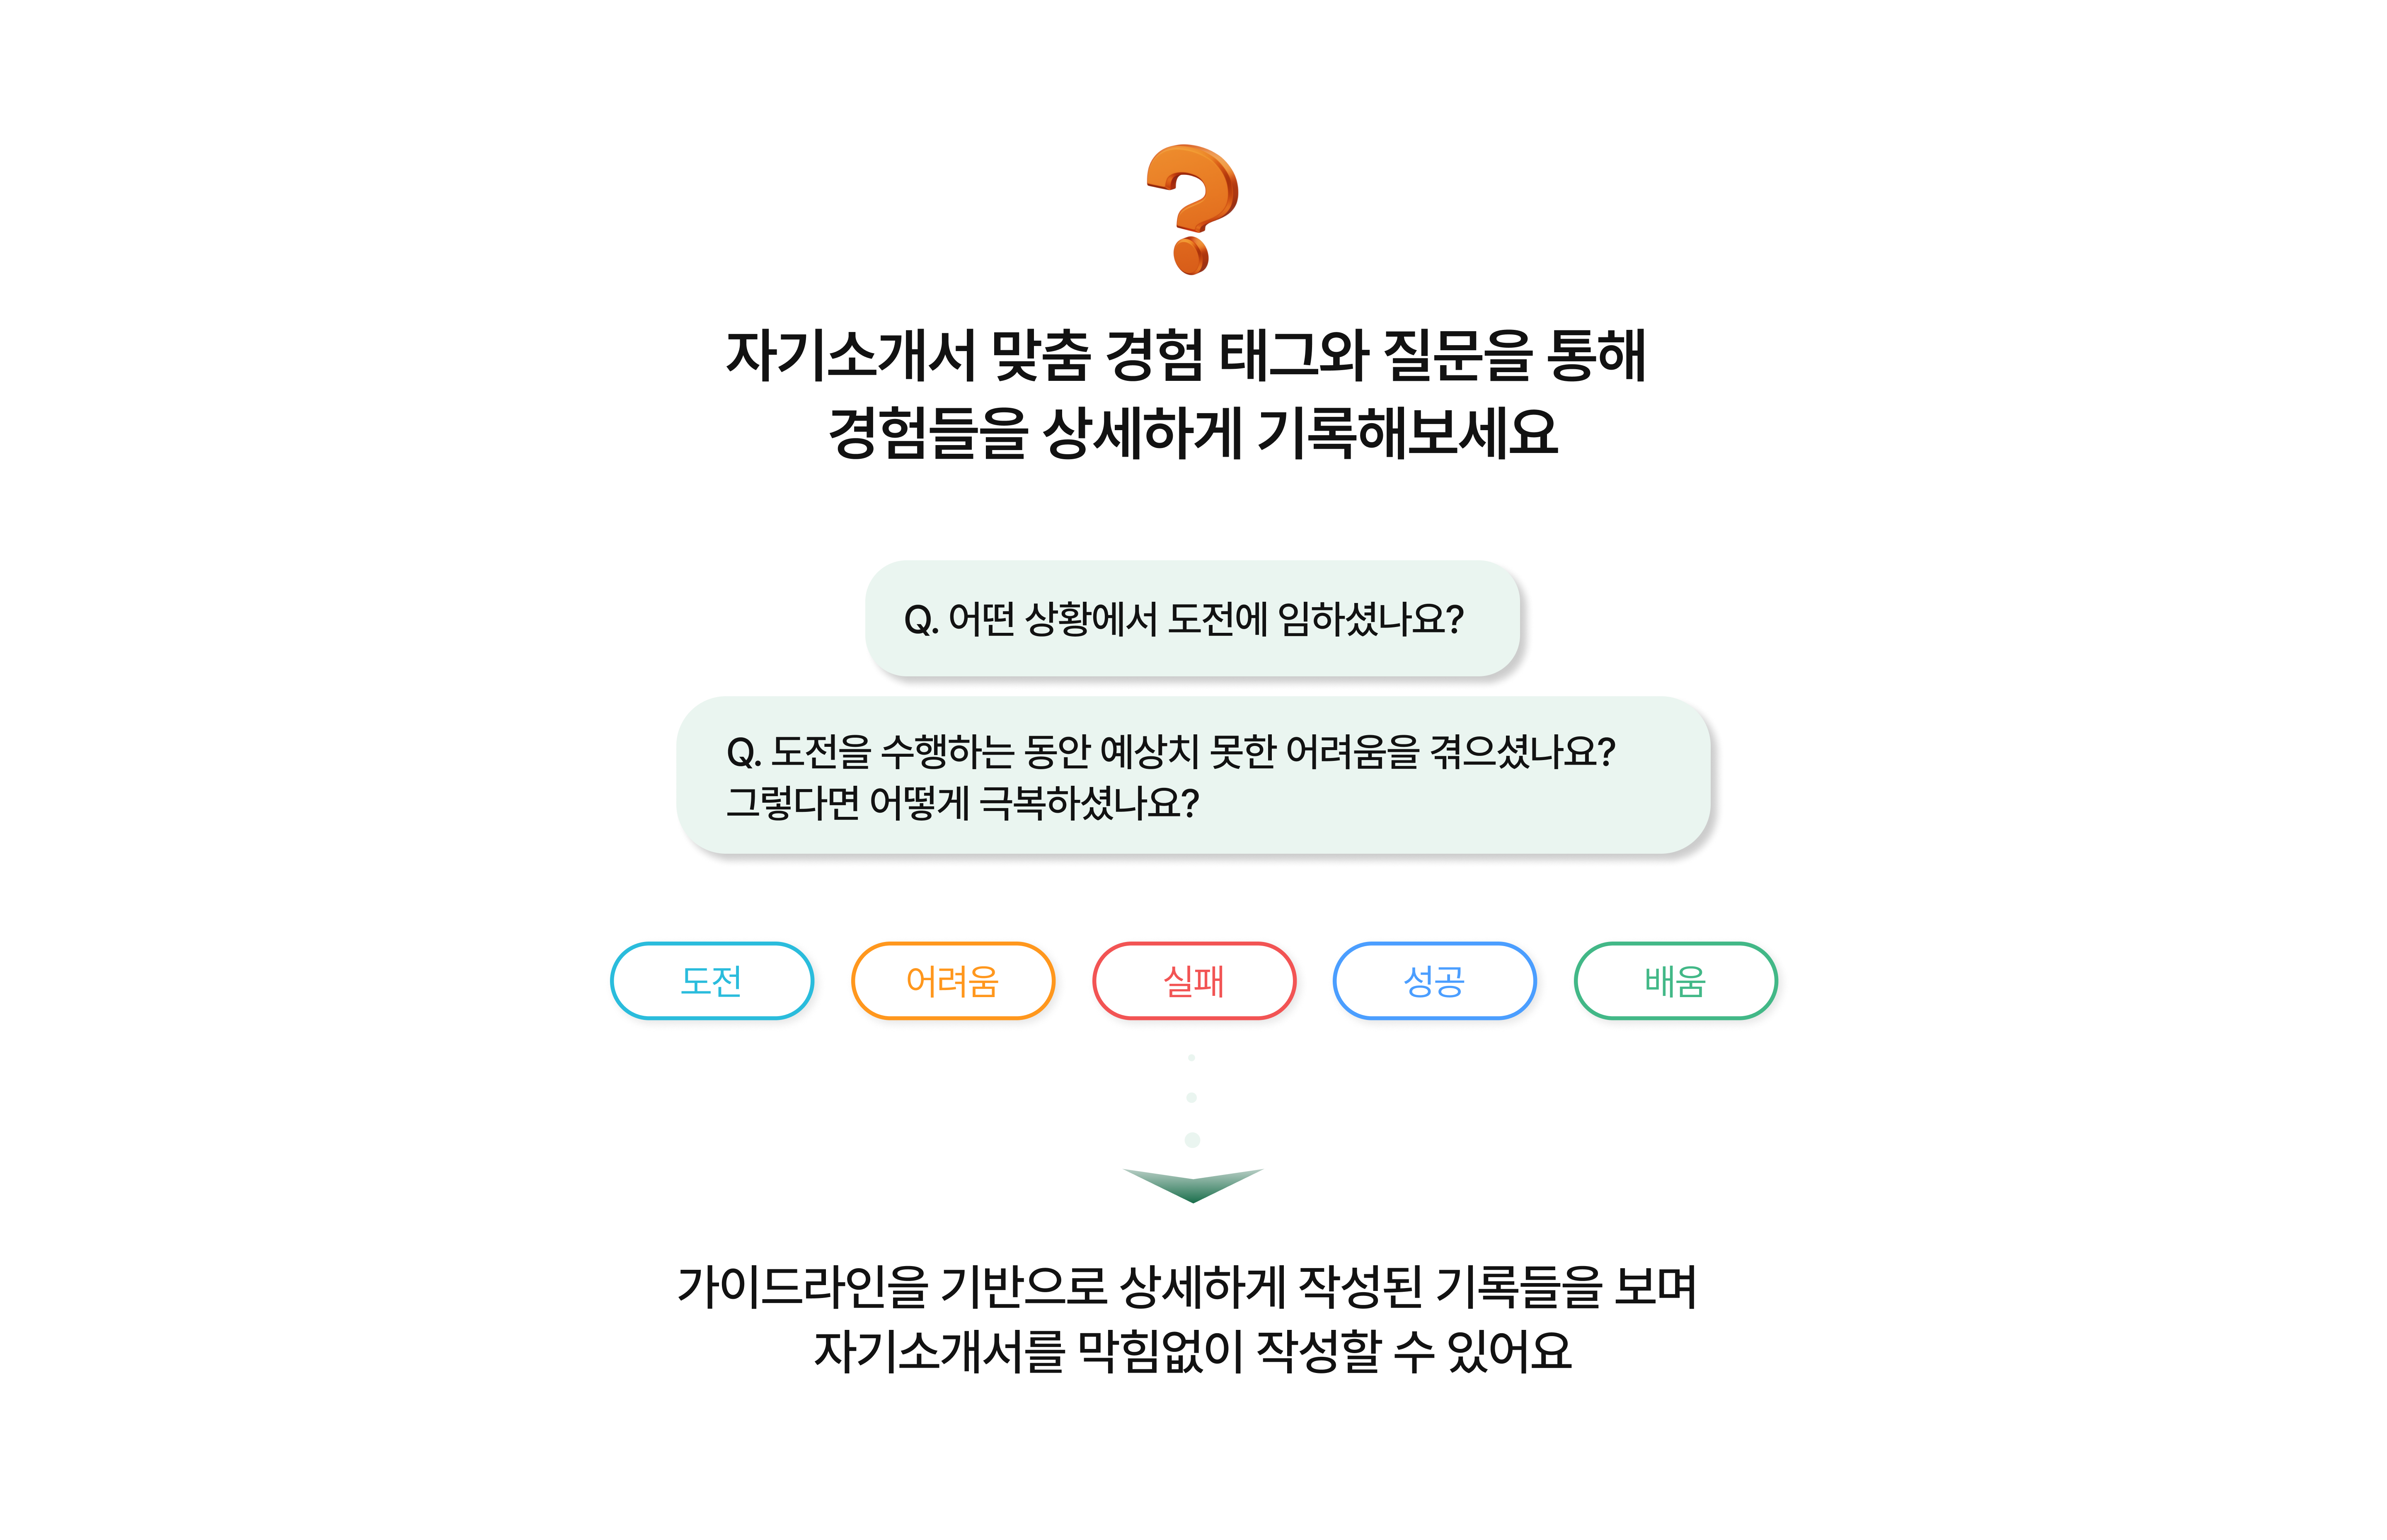 자기소개서 맞춤 경험 태그와 질문을 통해
경험들을 상세하게 기록해보세요
Q. 어떤 상황에서 도전에 임하셨나요?
Q. 도전을 수행하는 동안 예상치 못한 어려움을 겪으셨나요?
그렇다면 어떻게 극복하셨나요?
도전 어려움 실패 성공 배움
가이드라인을 기반으로 상세하게 작성된 기록들을 보며
자기소개서를 막힘없이 작성할 수 있어요